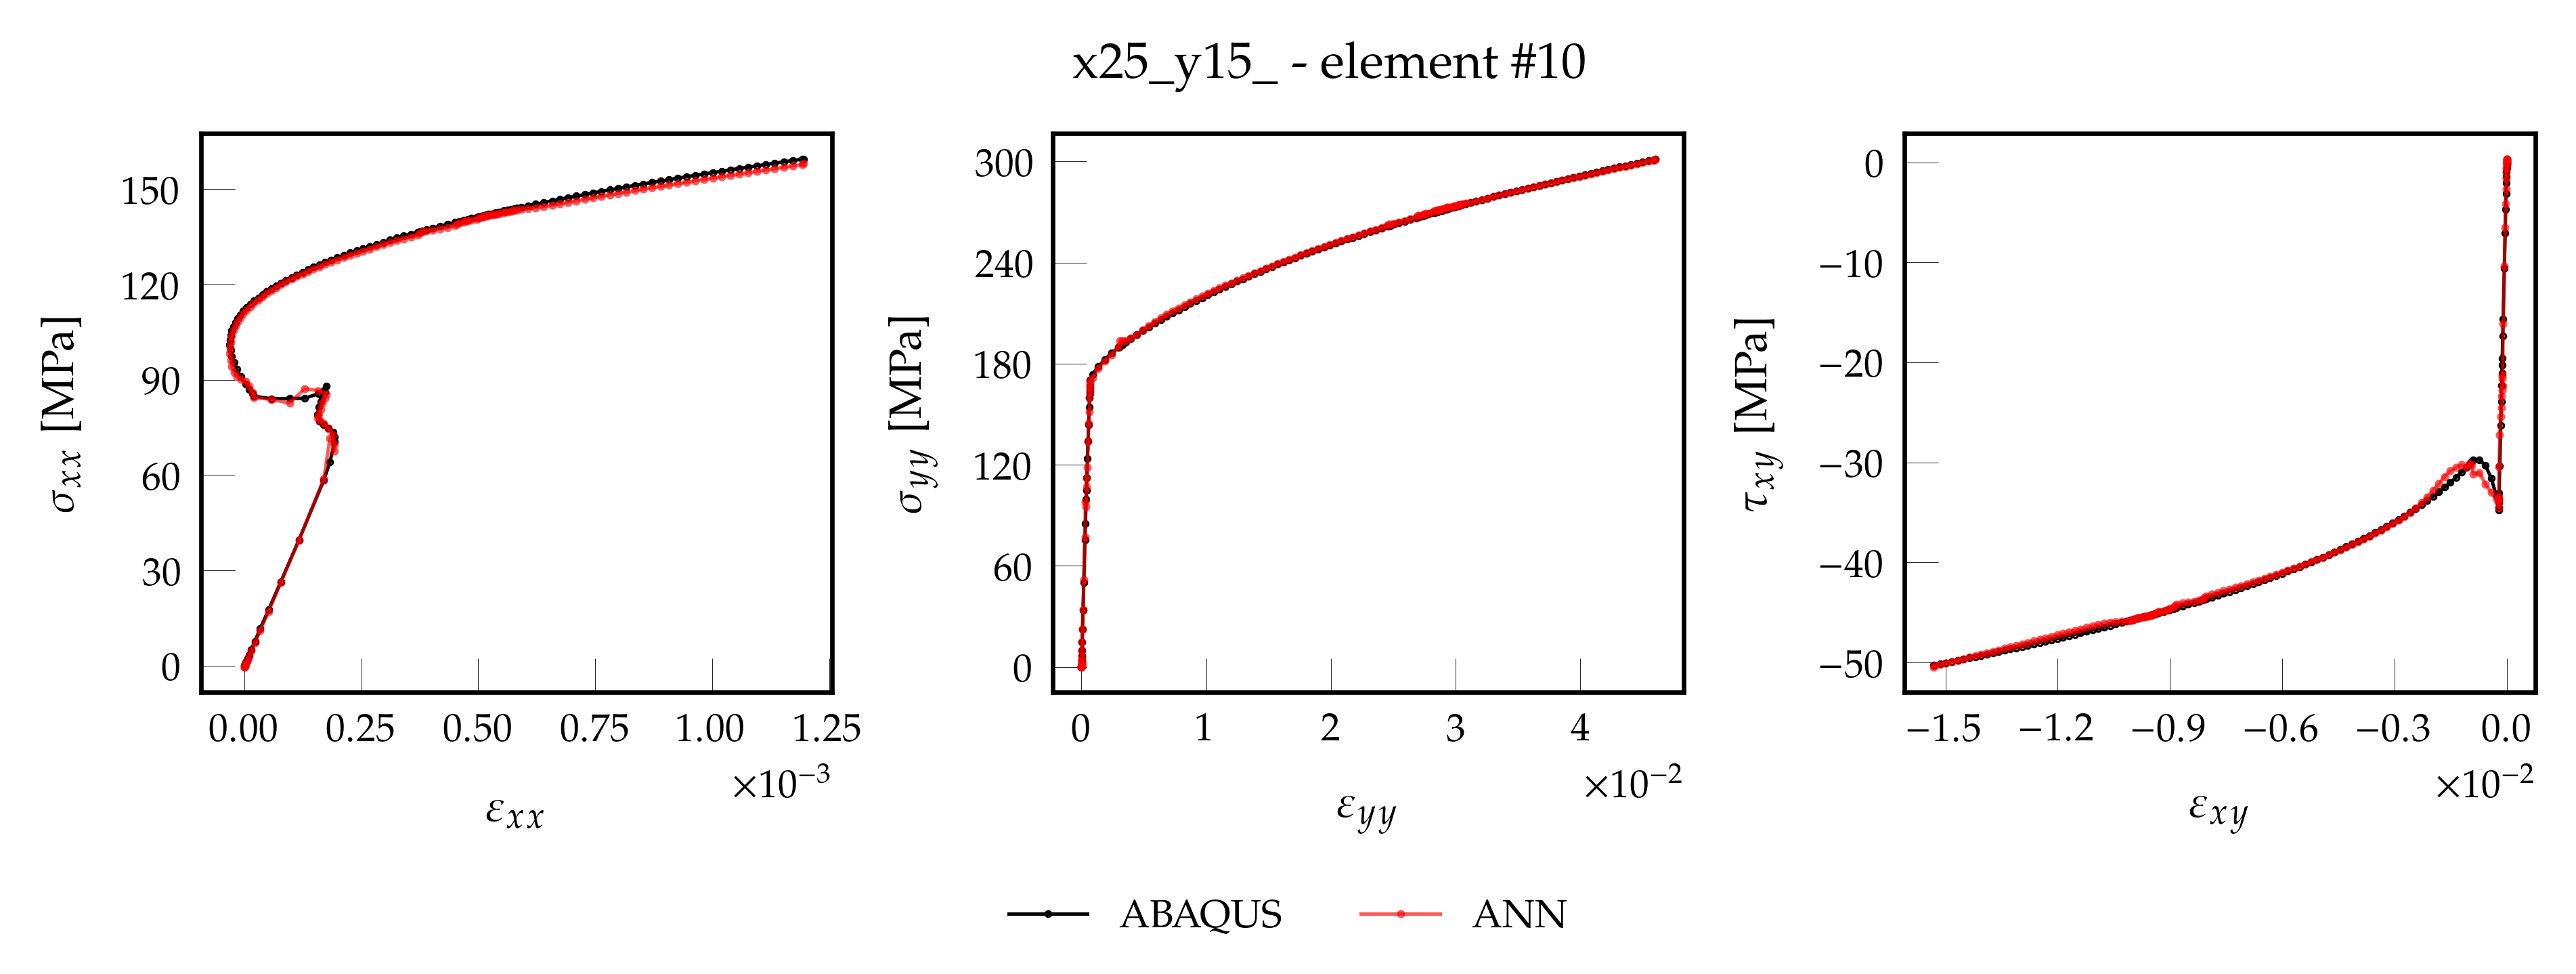 x25_y15_ - element #10
σxx [MPa]
150
120
90
60
30
0
0.00 0.25 0.50 0.75 1.00 1.25
×10−3
εxx
σyy [MPa]
300
240
180
120
60
0
0 1 2 3 4
×10−2
εyy
τxy [MPa]
0
−10
−20
−30
−40
−50
−1.5 −1.2 −0.9 −0.6 −0.3 0.0
×10−2
εxy
ABAQUS ANN